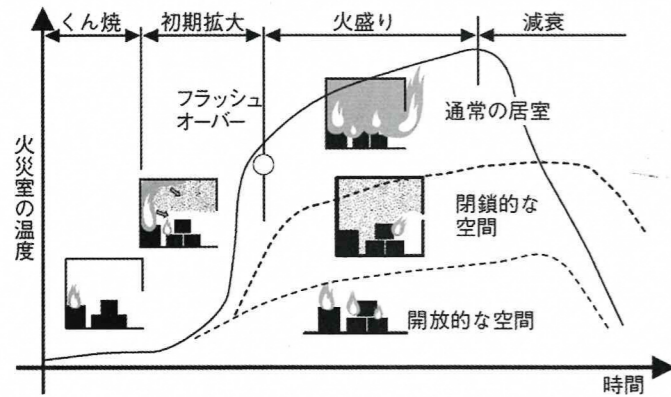 くん焼
初期拡大
火盛り
減衰
フラッシュ
オーバー
通常の居室
火災室の温度
閉鎖的な
空間
開放的な空間
時間